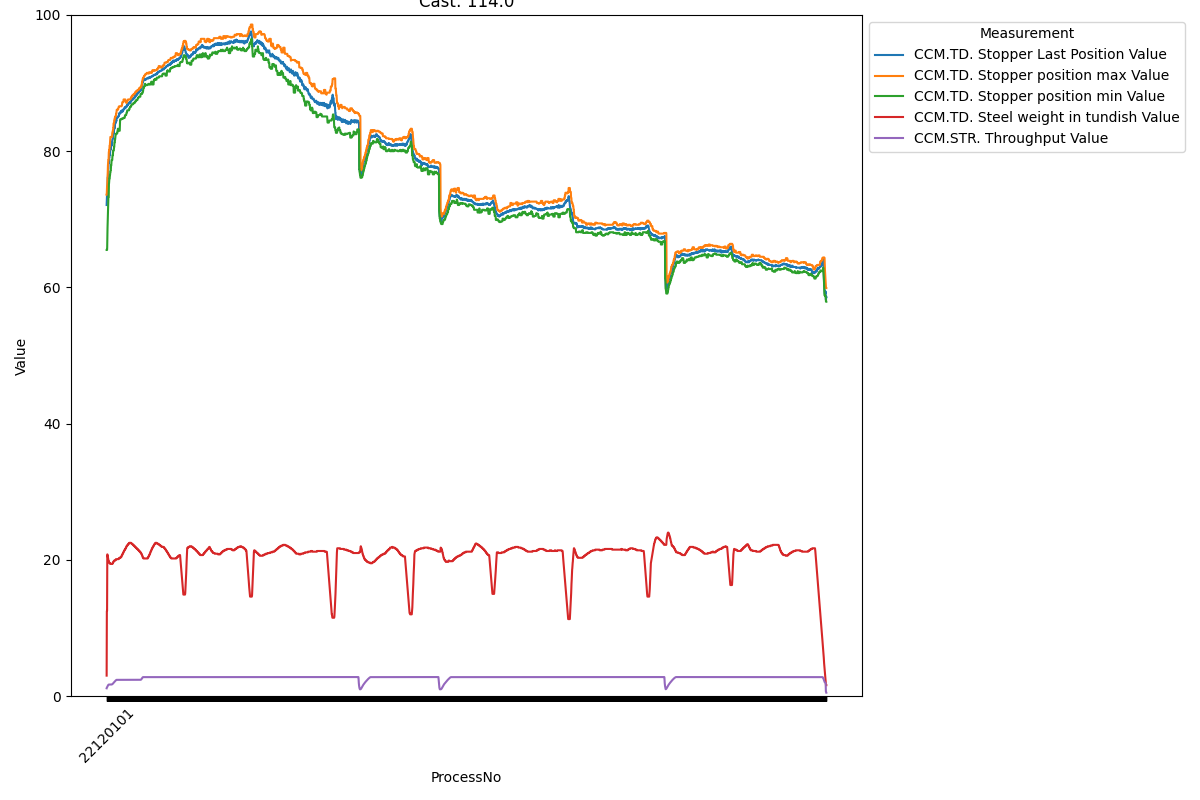 Cast: 114.0
100
80
60
40
20
0
Value
22120101
ProcessNo
Measurement
CCM.TD. Stopper Last Position Value
CCM.TD. Stopper position max Value
CCM.TD. Stopper position min Value
CCM.TD. Steel weight in tundish Value
CCM.STR. Throughput Value